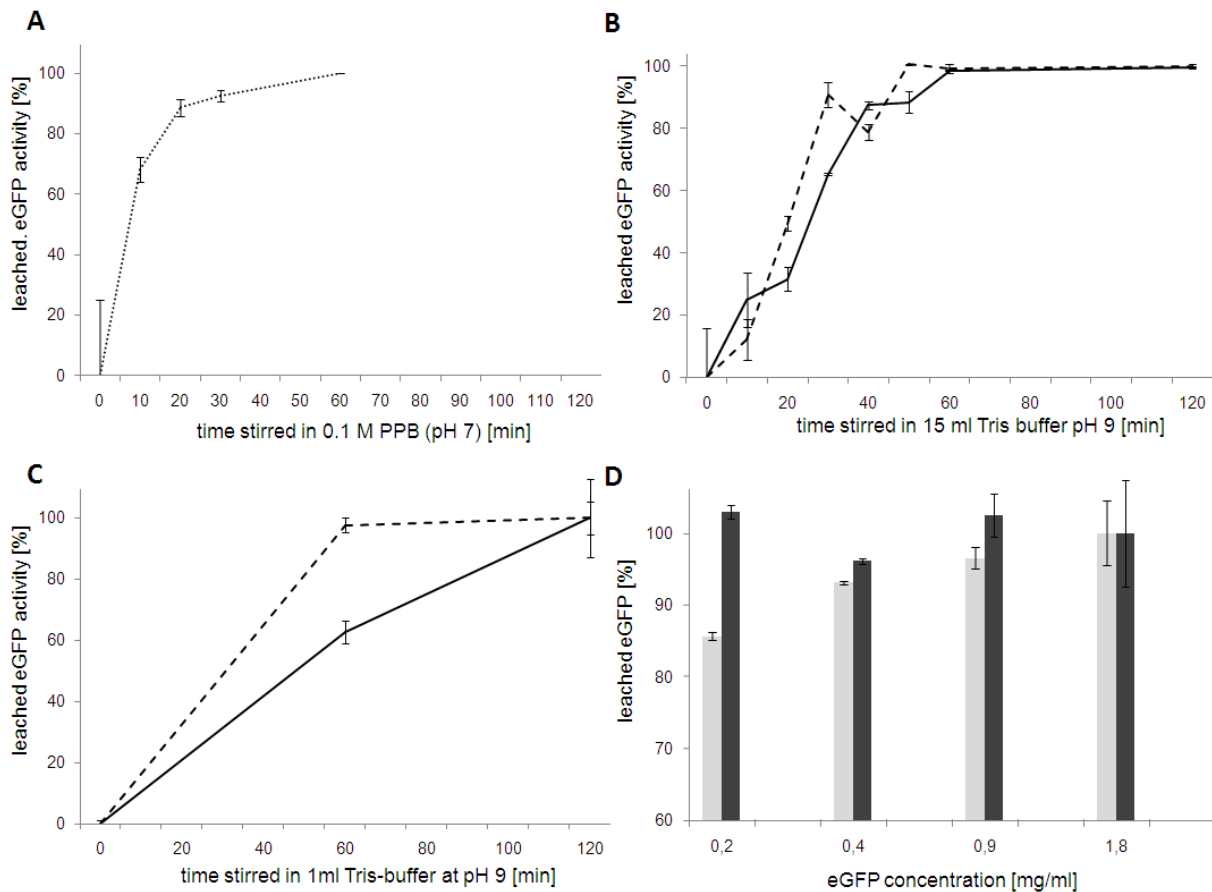 A
leached. eGFP activity [%]
100
80
60
40
20
0
0 10 20 30 40 50 60 70 80 90 100 110 120
time stirred in 0.1 M PPB (pH 7) [min]
B
leached eGFP activity [%]
100
80
60
40
20
0
0 20 40 60 80 100 120
time stirred in 15 ml Tris buffer pH 9 [min]
C
leached eGFP activity [%]
100
80
60
40
20
0
0 20 40 60 80 100 120
time stirred in 1ml Tris-buffer at pH 9 [min]
D
leached eGFP [%]
100
90
80
70
60
0,2 0,4 0,9 1,8
eGFP concentration [mg/ml]